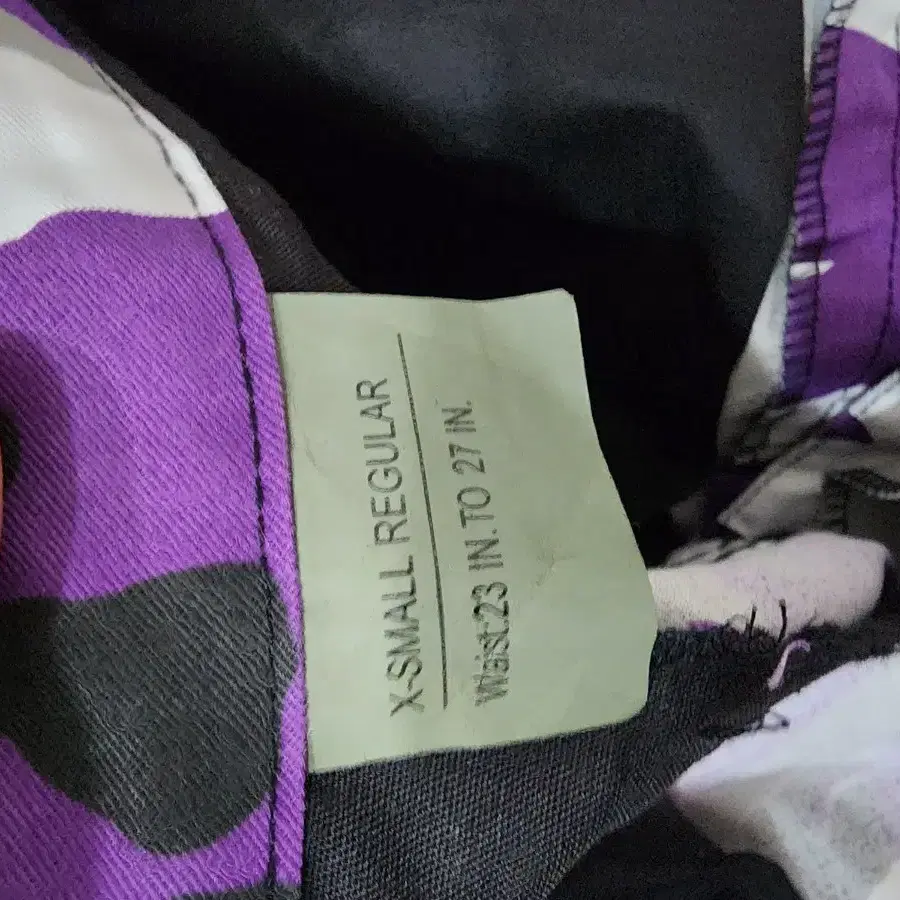 X-SMALL REGULAR
Waist:23 IN.TO 27 IN.